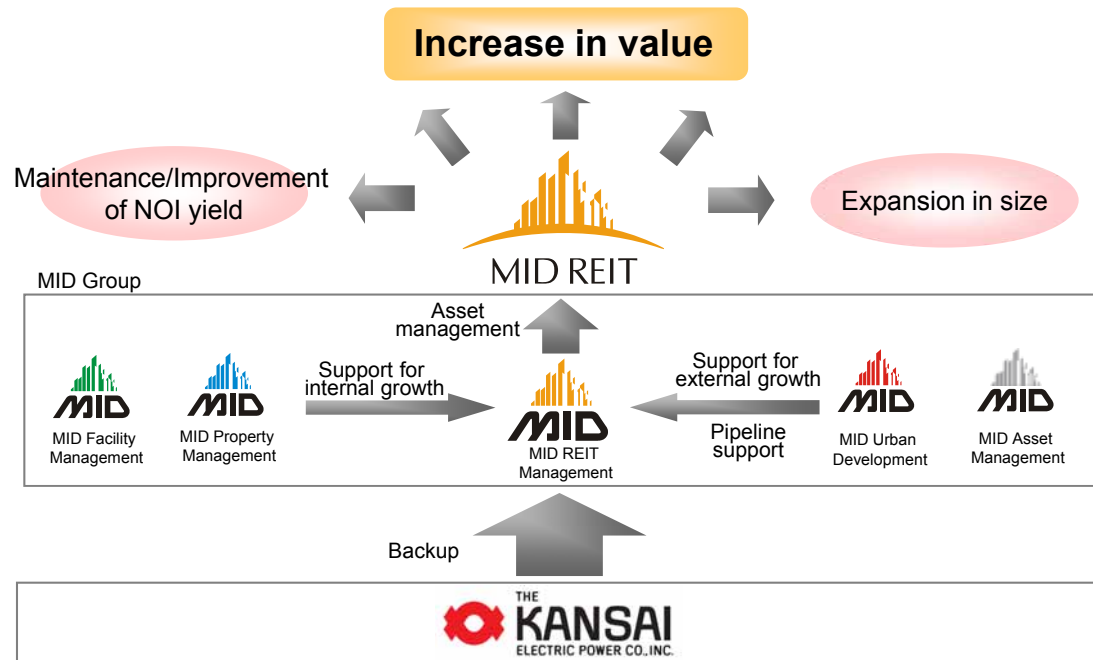 Increase in value
Maintenance/Improvement
of NOI yield
Expansion in size
MID REIT
MID Group
Asset
management
Support for
internal growth
Support for
external growth
Pipeline
support
MID
MID Facility
Management
MID
MID Property
Management
MID
MID REIT
Management
MID
MID Urban
Development
MID
MID Asset
Management
Backup
THE
KANSAI
ELECTRIC POWER CO.,INC.